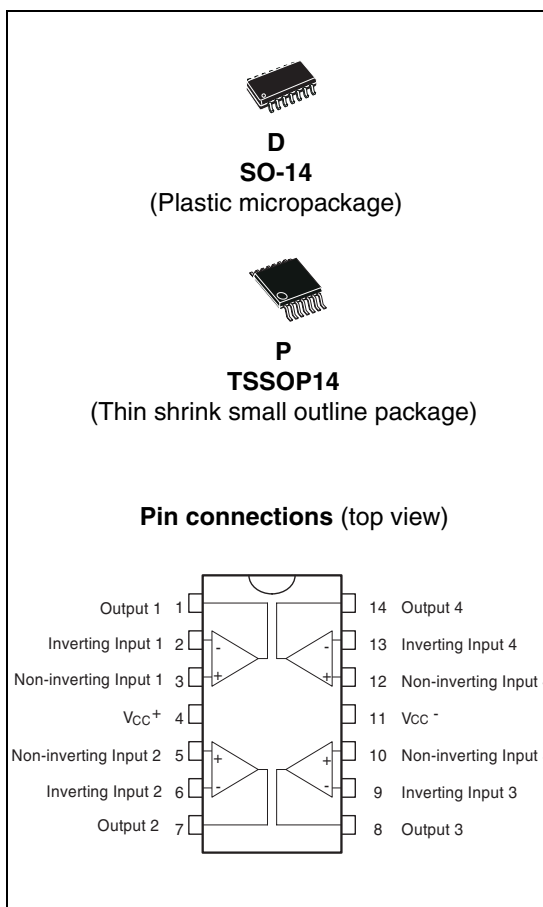 D
SO-14
(Plastic micropackage)
P
TSSOP14
(Thin shrink small outline package)
Pin connections (top view)
Output 1 1 14 Output 4
Inverting Input 1 2 - - 13 Inverting Input 4
Non-inverting Input 1 3 + + 12 Non-inverting Input
VCC+ 4 11 VCC -
Non-inverting Input 2 5 + + 10 Non-inverting Input
Inverting Input 2 6 - - 9 Inverting Input 3
Output 2 7 8 Output 3